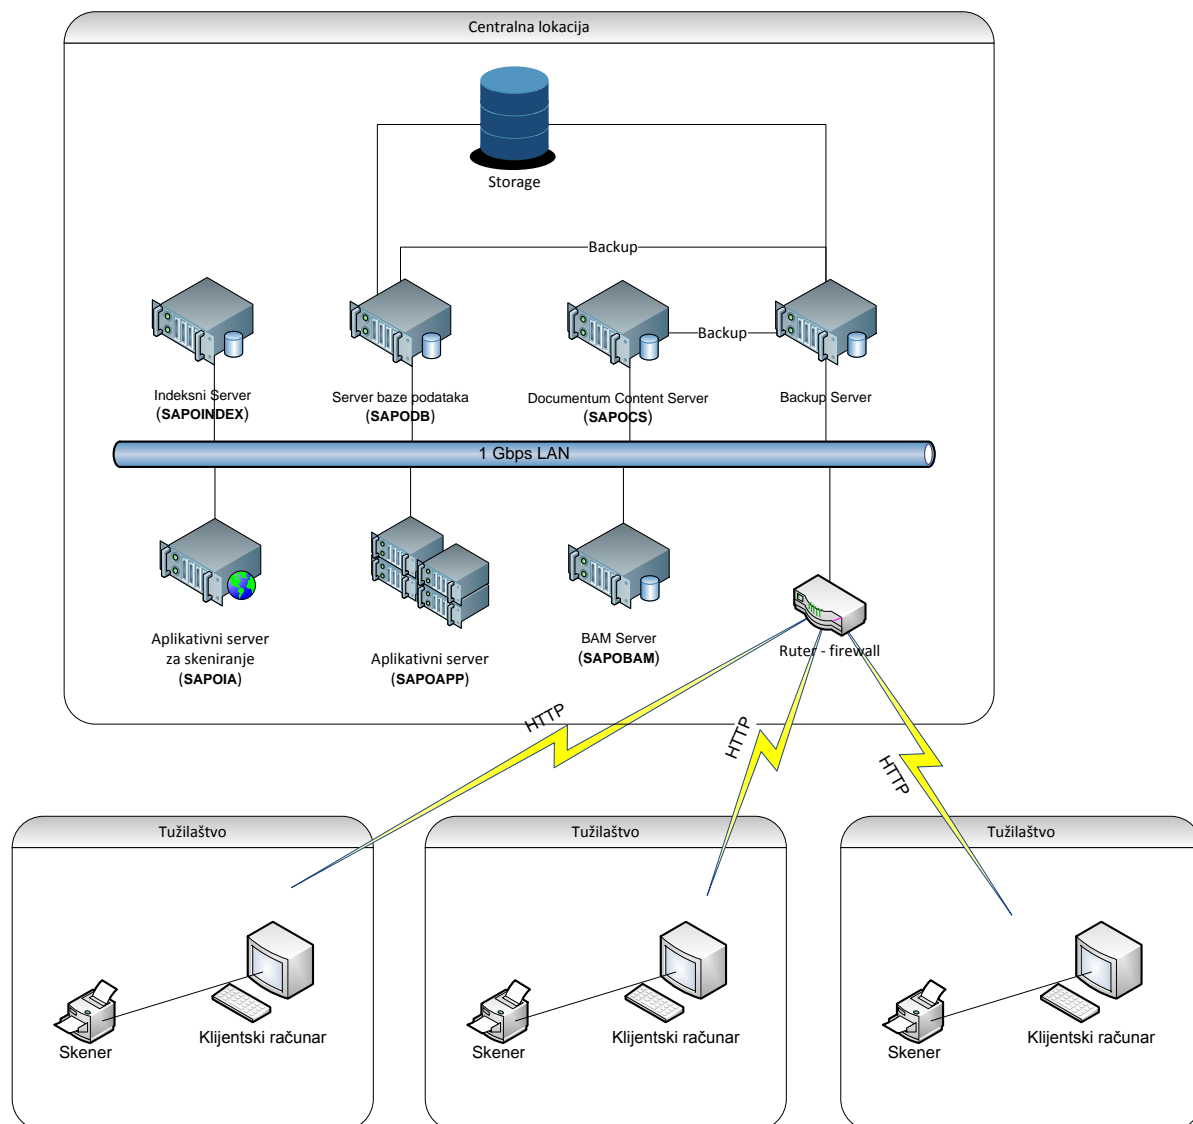 Centralna lokacija
Storage
Backup
Backup
Indeksni Server
(SAPOINDEX)
Server baze podataka
(SAPODB)
Documentum Content Server
(SAPOCS)
Backup Server
1 Gbps LAN
Aplikativni server
za skeniranje
(SAPOIA)
Aplikativni server
(SAPOAPP)
BAM Server
(SAPOBAM)
Ruter - firewall
HTTP
HTTP
HTTP
Tužilaštvo
Skener
Klijentski računar
Tužilaštvo
Skener
Klijentski računar
Tužilaštvo
Skener
Klijentski računar